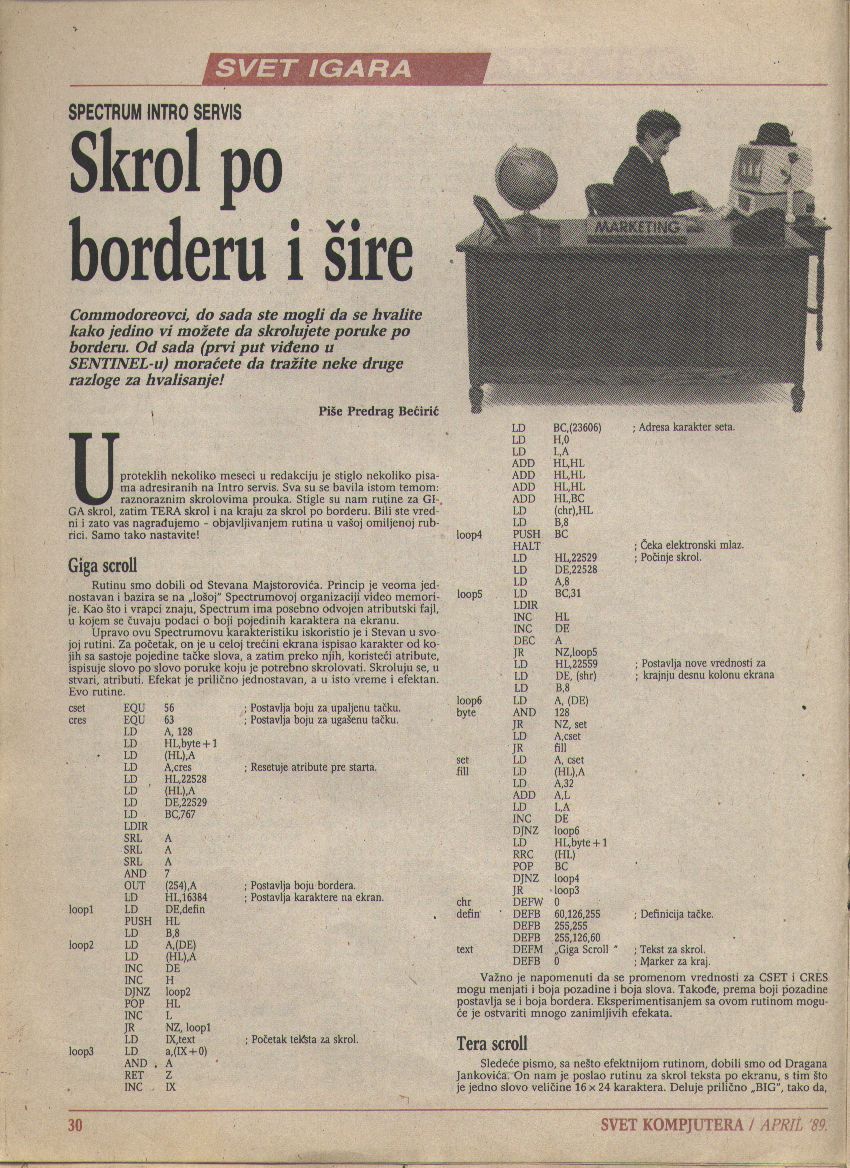 SVET IGARA
SPECTRUM INTRO SERVIS
Skrol po
borderu i šire
Commodoreovci, do sada ste mogli da se hvalite
kako jedino vi možete da skrolujete poruke po
borderu. Od sada (prvi put viđeno u
SENTINEL-u) moraćete da tražite neke druge
razloge za hvalisanje!
Piše Predrag Bećirić
MARKETING
U proteklih nekoliko meseci u redakciju je stiglo nekoliko pisa-
ma adresiranih na Intro servis. Sva su se bavila istom temom:
raznoraznim skrolovima prouka. Stigle su nam rutine za GI-
GA skrol, zatim TERA skrol i na kraju za skrol po borderu. Bili ste vred-
ni i zato vas nagrađujemo – objavljivanjem rutina u vašoj omiljenoj rub-
rici. Samo tako nastavite!
Giga scroll
Rutinu smo dobili od Stevana Majstorovića. Princip je veoma jed-
nostavan i bazira se na „lošoj" Spectrumovoj organizaciji video memori-
je. Kao što i vrapci znaju, Spectrum ima posebno odvojen atributski fajl,
u kojem se čuvaju podaci o boji pojedinih karaktera na ekranu.
Upravo ovu Spectrumovu karakteristiku iskoristio je i Stevan u svo-
joj rutini. Za početak, on je u celoj trećini ekrana ispisao karakter od ko-
jih sa sastoje pojedine tačke slova, a zatim preko njih, koristeći atribute,
ispisuje slovo po slovo poruke koju je potrebno skrolovati. Skroluju se, u
stvari, atributi. Efekat je prilično jednostavan, a u isto vreme i efektan.
Evo rutine.
cset EQU 56 ; Postavlja boju za upaljenu tačku.
cres EQU 63 ; Postavlja boju za ugašenu tačku.
LD A, 128
LD HL,byte+1
LD (HL),A
LD A,cres ; Resetuje atribute pre starta.
LD HL,22528
LD (HL),A
LD DE,22529
LD BC,767
LDIR
SRL A
SRL A
SRL A
AND 7
OUT (254),A ; Postavlja boju bordera.
LD HL,16384 ; Postavlja karaktere na ekran.
loop1 LD DE,defin
PUSH HL
LD B,8
loop2 LD A,(DE)
LD (HL),A
INC DE
INC H
DJNZ loop2
POP HL
INC L
JR NZ, loop1
LD IX,text ; Početak teksta za skrol.
loop3 LD a,(IX+0)
AND A
RET Z
INC IX
LD BC,(23606) ; Adresa karakter seta.
LD H,0
LD L,A
ADD HL,HL
ADD HL,HL
ADD HL,HL
ADD HL,BC
LD (chr),HL
LD B,8
loop4 PUSH BC
HALT ; Čeka elektronski mlaz.
LD HL,22529 ; Počinje skrol.
LD DE,22528
LD A,8
loop5 LD BC,31
LDIR
INC HL
INC DE
DEC A
JR NZ,loop5
LD HL,22559 ; Postavlja nove vrednosti za
LD DE, (shr) ; krajnju desnu kolonu ekrana
LD B,8
loop6 LD A, (DE)
byte AND 128
JR NZ, set
LD A,cset
JR fill
set LD A, cset
fill LD (HL),A
LD A,32
ADD A,L
LD L,A
INC DE
DJNZ loop6
LD HL,byte+1
RRC (HL)
POP BC
DJNZ loop4
JR loop3
chr DEFW 0
defin DEFB 60,126,255 ; Definicija tačke.
DEFB 255,255
DEFB 255,126,60
text DEFM „Giga Scroll " ; Tekst za skrol.
DEFB 0 ; Marker za kraj.
Važno je napomenuti da se promenom vrednosti za CSET i CRES
mogu menjati i boja pozadine i boja slova. Takođe, prema boji pozadine
postavlja se i boja bordera. Eksperimentisanjem sa ovom rutinom mogu-
će je ostvariti mnogo zanimljivih efekata.
Tera scroll
Sledeće pismo, sa nešto efektnijom rutinom, dobili smo od Dragana
Jankovića. On nam je poslao rutinu za skrol teksta po ekranu, s tim što
je jedno slovo veličine 16 × 24 karaktera. Deluje prilično „BIG", tako da,
30
SVET KOMPJUTERA / APRIL '89.